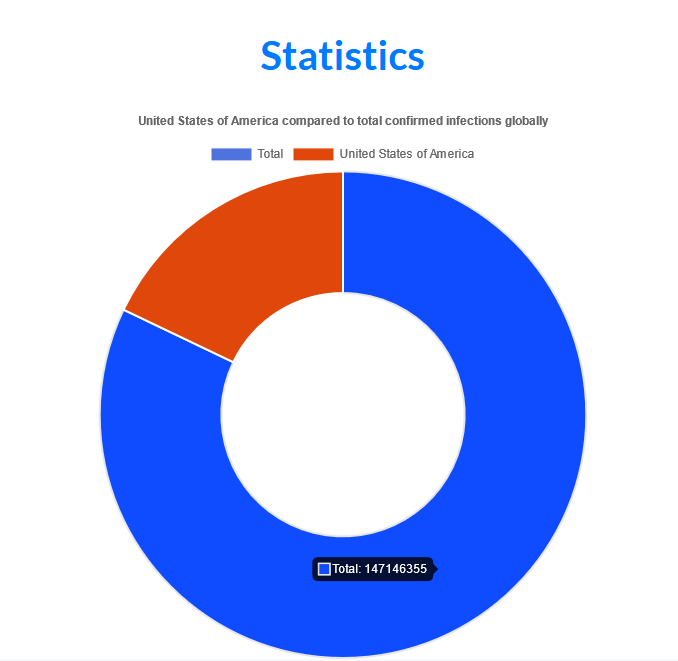 Statistics
United States of America compared to total confirmed infections globally
Total United States of America
Total: 147146355